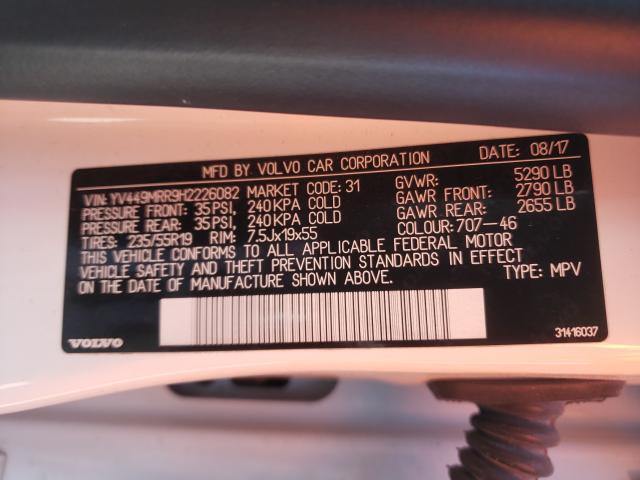 MFD BY VOLVO CAR CORPORATION DATE: 08/17
VIN: YV449MRR9H2226082 MARKET CODE: 31 GVWR: 5290 LB
PRESSURE FRONT: 35 PSI, 240 KPA COLD GAWR FRONT: 2790 LB
PRESSURE REAR: 35 PSI, 240 KPA COLD GAWR REAR: 2655 LB
TIRES: 235/55R19 RIM: 7.5Jx19x55 COLOUR: 707-46
THIS VEHICLE CONFORMS TO ALL APPLICABLE FEDERAL MOTOR
VEHICLE SAFETY AND THEFT PREVENTION STANDARDS IN EFFECT
ON THE DATE OF MANUFACTURE SHOWN ABOVE. TYPE: MPV
VOLVO 31416037